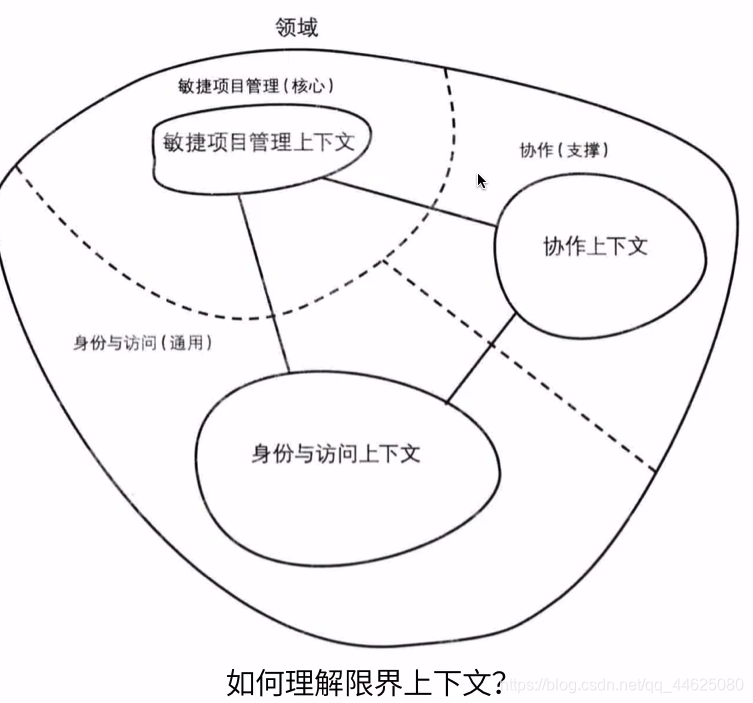 领域
敏捷项目管理(核心)
敏捷项目管理上下文
协作(支撑)
协作上下文
身份与访问(通用)
身份与访问上下文
如何理解限界上下文?
https://blog.csdn.net/qq_44625080